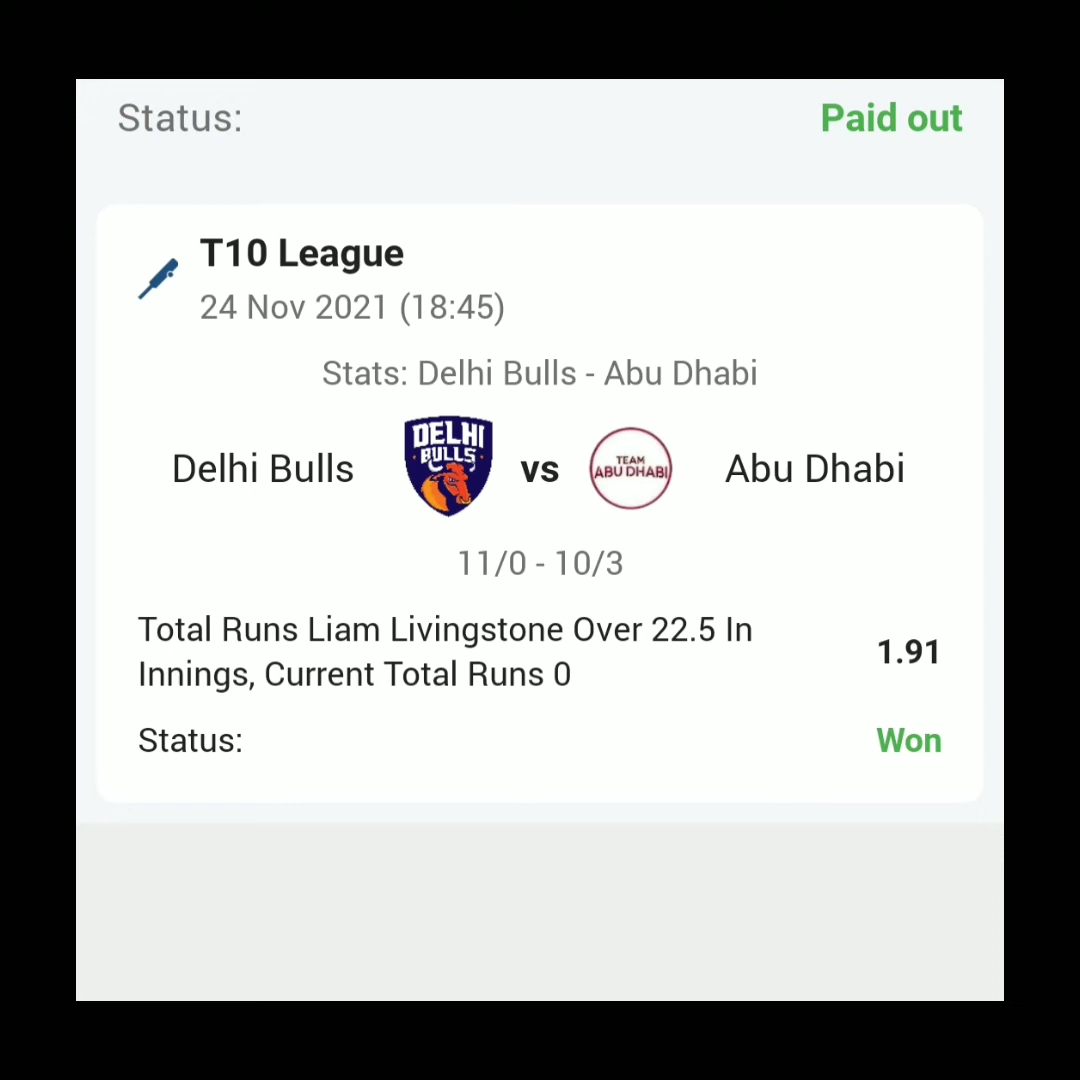 Status: Paid out
T10 League
24 Nov 2021 (18:45)
Stats: Delhi Bulls - Abu Dhabi
Delhi Bulls DELHI BULLS vs TEAM ABU DHABI Abu Dhabi
11/0 - 10/3
Total Runs Liam Livingstone Over 22.5 In
Innings, Current Total Runs 0
1.91
Status: Won